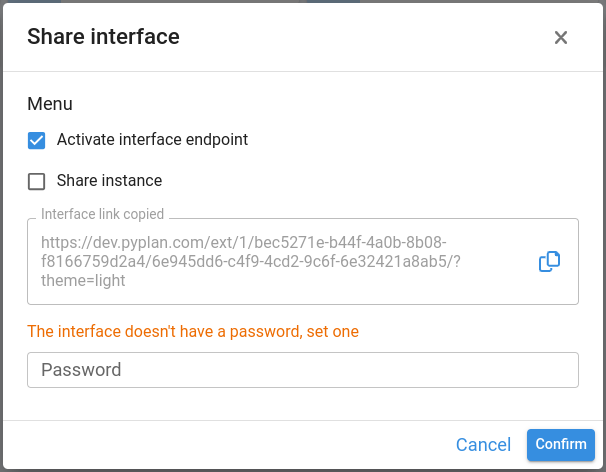 Share interface
Menu
Activate interface endpoint
Share instance
Interface link copied
https://dev.pyplan.com/ext/1/bec5271e-b44f-4a0b-8b08-
f8166759d2a4/6e945dd6-c4f9-4cd2-9c6f-6e32421a8ab5/?
theme=light
The interface doesn't have a password, set one
Password
Cancel
Confirm